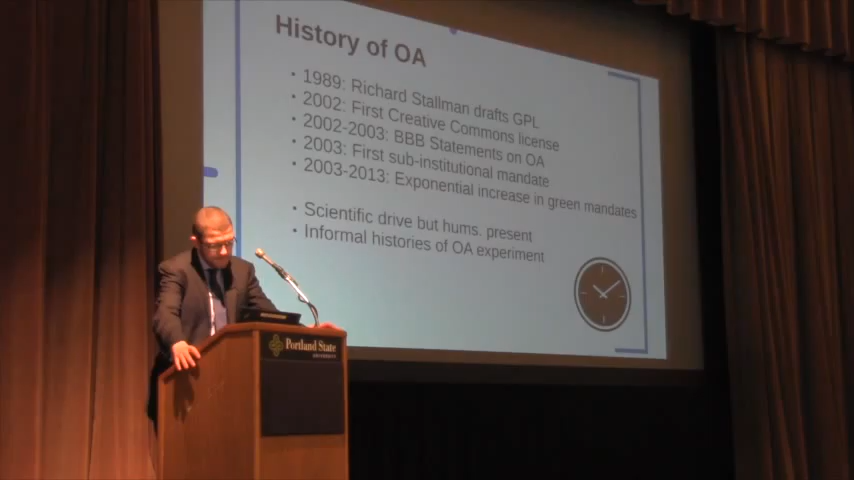 History of OA
• 1989: Richard Stallman drafts GPL
• 2002: First Creative Commons license
• 2002-2003: BBB Statements on OA
• 2003: First sub-institutional mandate
• 2003-2013: Exponential increase in green mandates
• Scientific drive but hums. present
• Informal histories of OA experiment
Portland State
UNIVERSITY